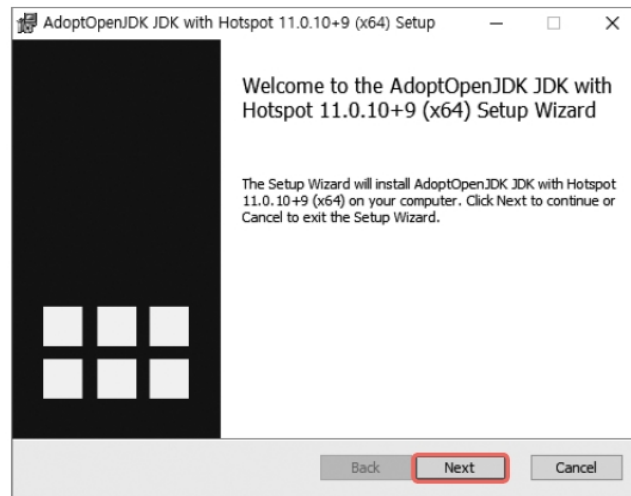 AdoptOpenJDK JDK with Hotspot 11.0.10+9 (x64) Setup
Welcome to the AdoptOpenJDK JDK with
Hotspot 11.0.10+9 (x64) Setup Wizard
The Setup Wizard will install AdoptOpenJDK JDK with Hotspot
11.0.10+9 (x64) on your computer. Click Next to continue or
Cancel to exit the Setup Wizard.
Back Next Cancel